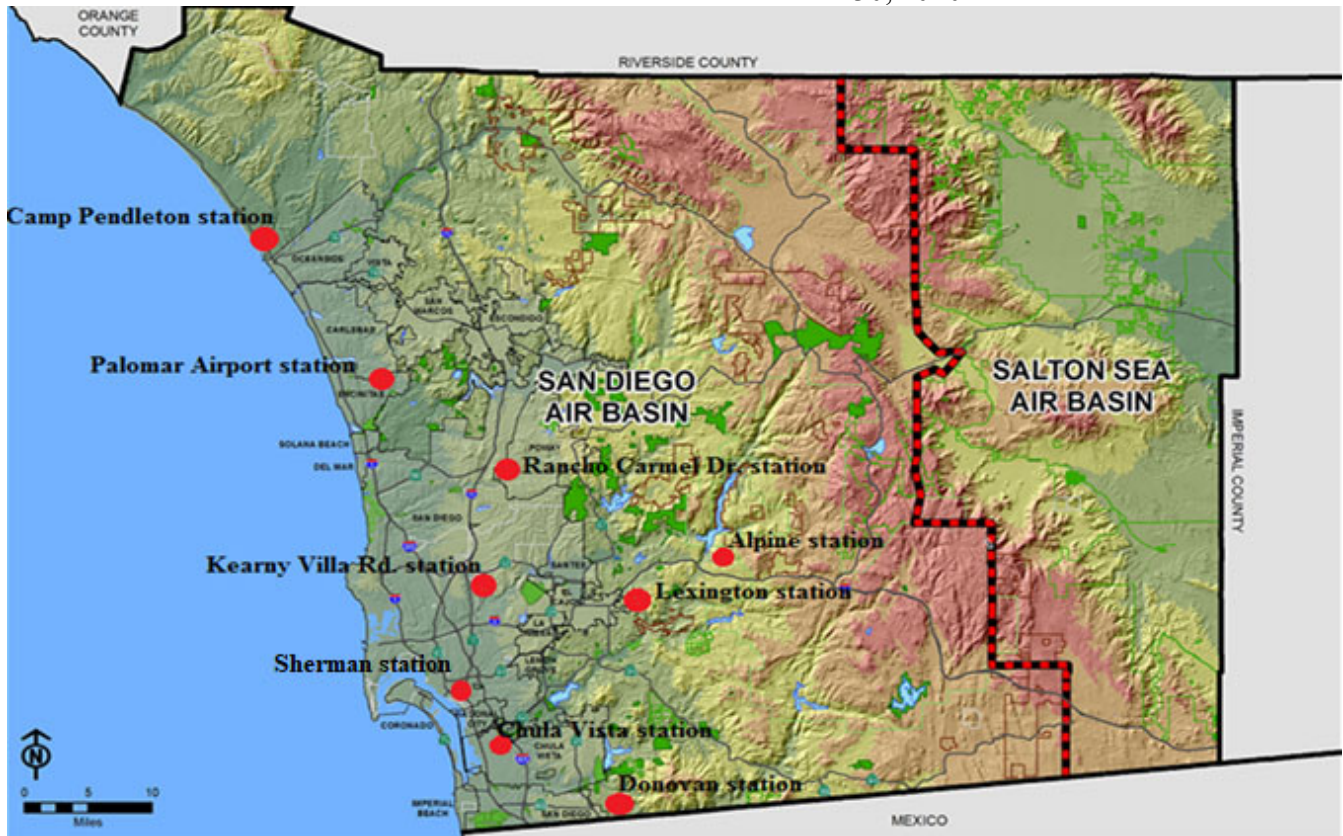 ORANGE
COUNTY
RIVERSIDE COUNTY
Camp Pendleton station
OCEANSIDE
VISTA
SAN
MARCOS
ESCONDIDO
CARLSBAD
Palomar Airport station
ENCINITAS
SAN DIEGO
AIR BASIN
SALTON SEA
AIR BASIN
IMPERIAL COUNTY
SOLANA BEACH
DEL MAR
POWAY
Rancho Carmel Dr. station
SAN DIEGO
Alpine station
Kearny Villa Rd. station
SANTEE
EL
CAJON
Lexington station
LA
MESA
Sherman station
LEMON
GROVE
CORONADO
Chula Vista station
CHULA
VISTA
Donovan station
IMPERIAL
BEACH
SAN DIEGO
MEXICO
N
0 5 10
Miles